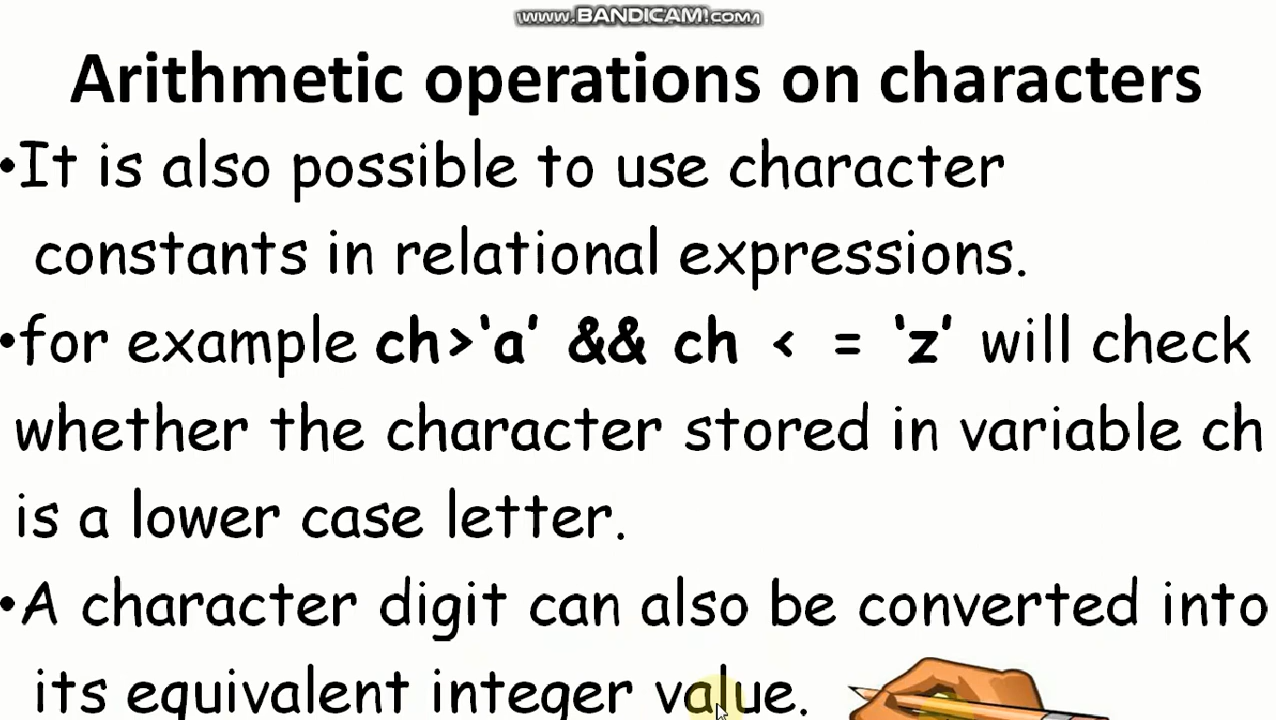 www.BANDICAM.com
Arithmetic operations on characters
•It is also possible to use character
constants in relational expressions.
•for example ch>‘a’ && ch < = ‘z’ will check
whether the character stored in variable ch
is a lower case letter.
•A character digit can also be converted into
its equivalent integer value.